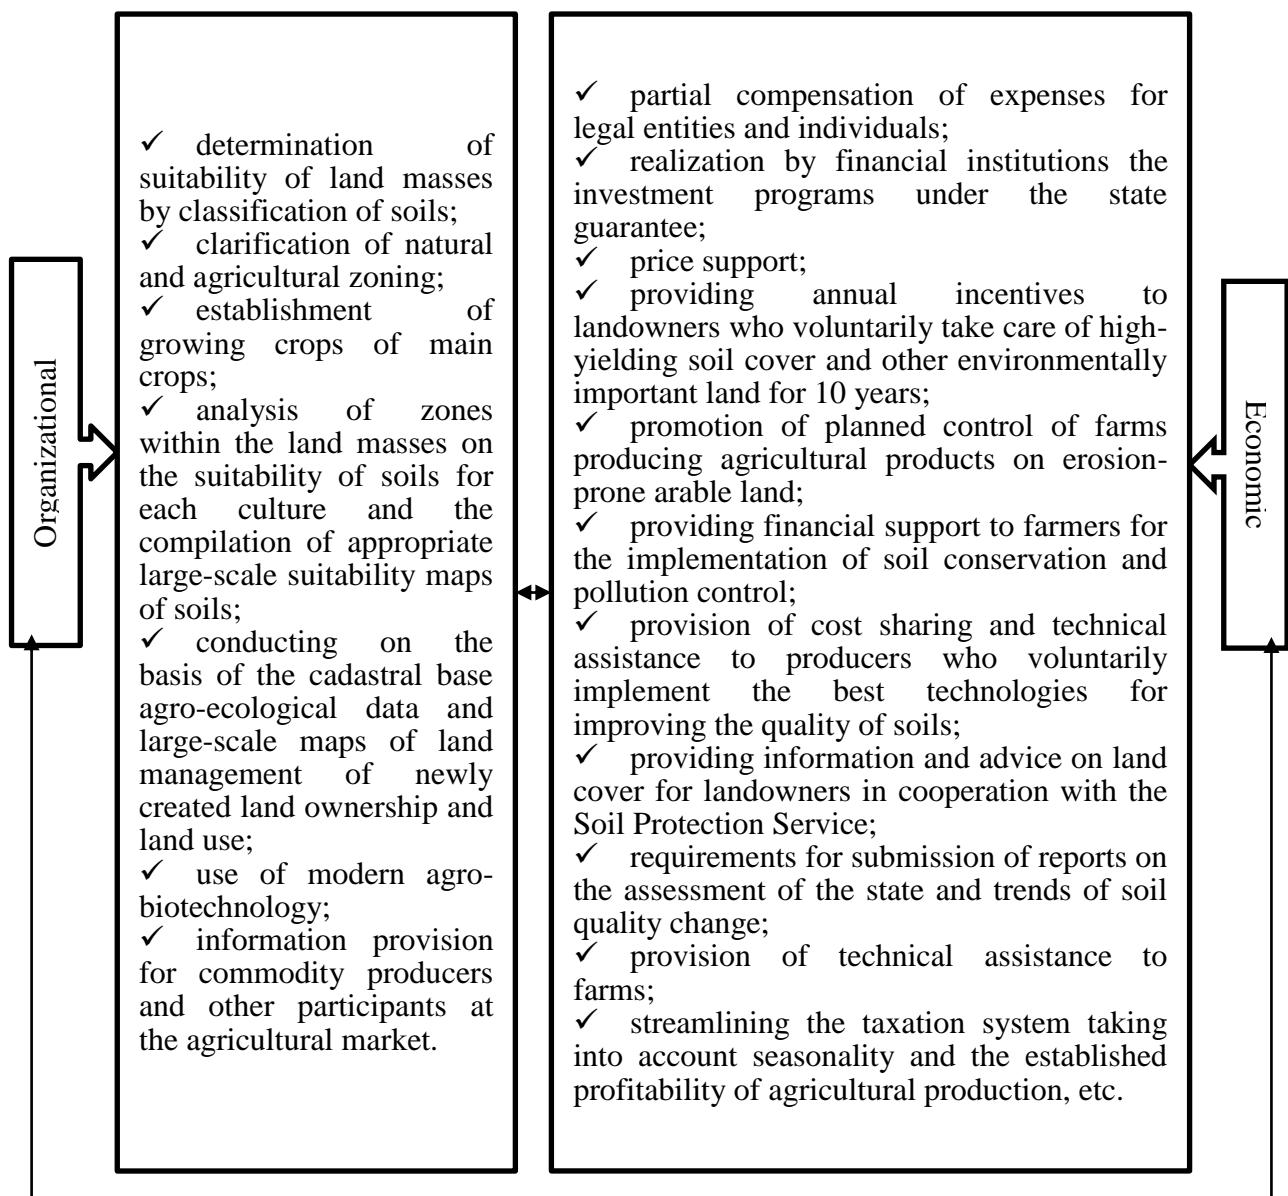 Organizational
✓ determination of
suitability of land masses
by classification of soils;
✓ clarification of natural
and agricultural zoning;
✓ establishment of
growing crops of main
crops;
✓ analysis of zones
within the land masses on
the suitability of soils for
each culture and the
compilation of appropriate
large-scale suitability maps
of soils;
✓ conducting on the
basis of the cadastral base
agro-ecological data and
large-scale maps of land
management of newly
created land ownership and
land use;
✓ use of modern agro-
biotechnology;
✓ information provision
for commodity producers
and other participants at
the agricultural market.
✓ partial compensation of expenses for
legal entities and individuals;
✓ realization by financial institutions the
investment programs under the state
guarantee;
✓ price support;
✓ providing annual incentives to
landowners who voluntarily take care of high-
yielding soil cover and other environmentally
important land for 10 years;
✓ promotion of planned control of farms
producing agricultural products on erosion-
prone arable land;
✓ providing financial support to farmers for
the implementation of soil conservation and
pollution control;
✓ provision of cost sharing and technical
assistance to producers who voluntarily
implement the best technologies for
improving the quality of soils;
✓ providing information and advice on land
cover for landowners in cooperation with the
Soil Protection Service;
✓ requirements for submission of reports on
the assessment of the state and trends of soil
quality change;
✓ provision of technical assistance to
farms;
✓ streamlining the taxation system taking
into account seasonality and the established
profitability of agricultural production, etc.
Economic